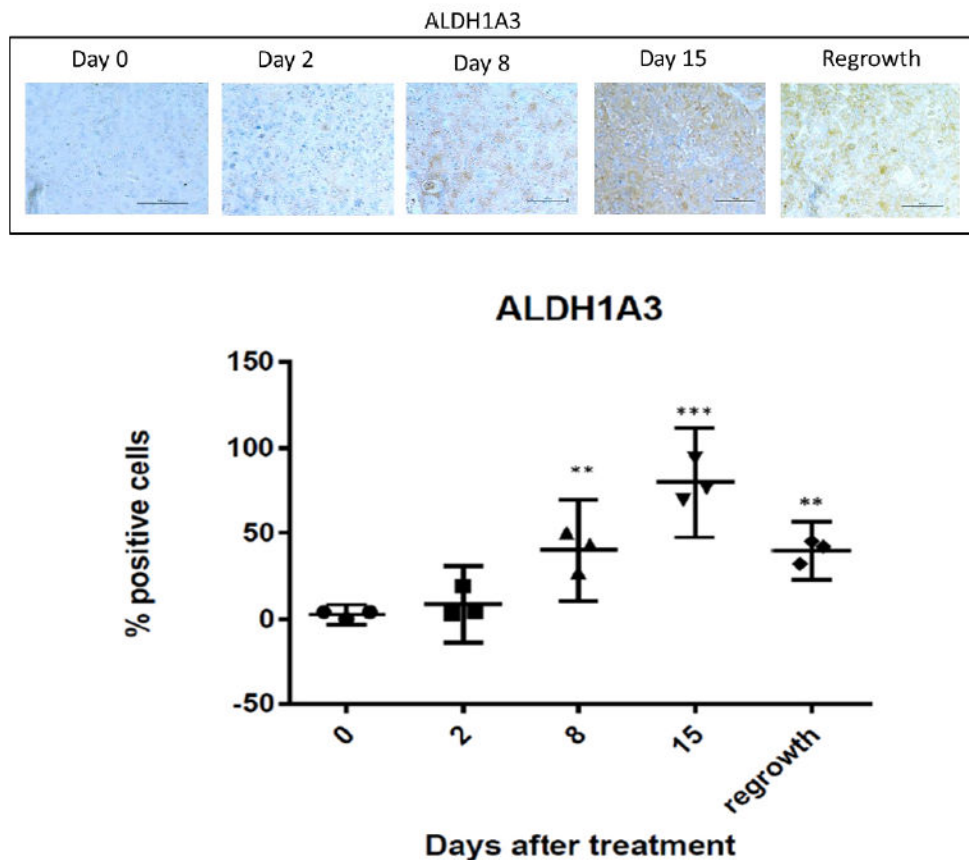 ALDH1A3
Day 0 Day 2 Day 8 Day 15 Regrowth
ALDH1A3
% positive cells
150
100
50
0
-50
**
***
**
0 2 8 15 regrowth
Days after treatment